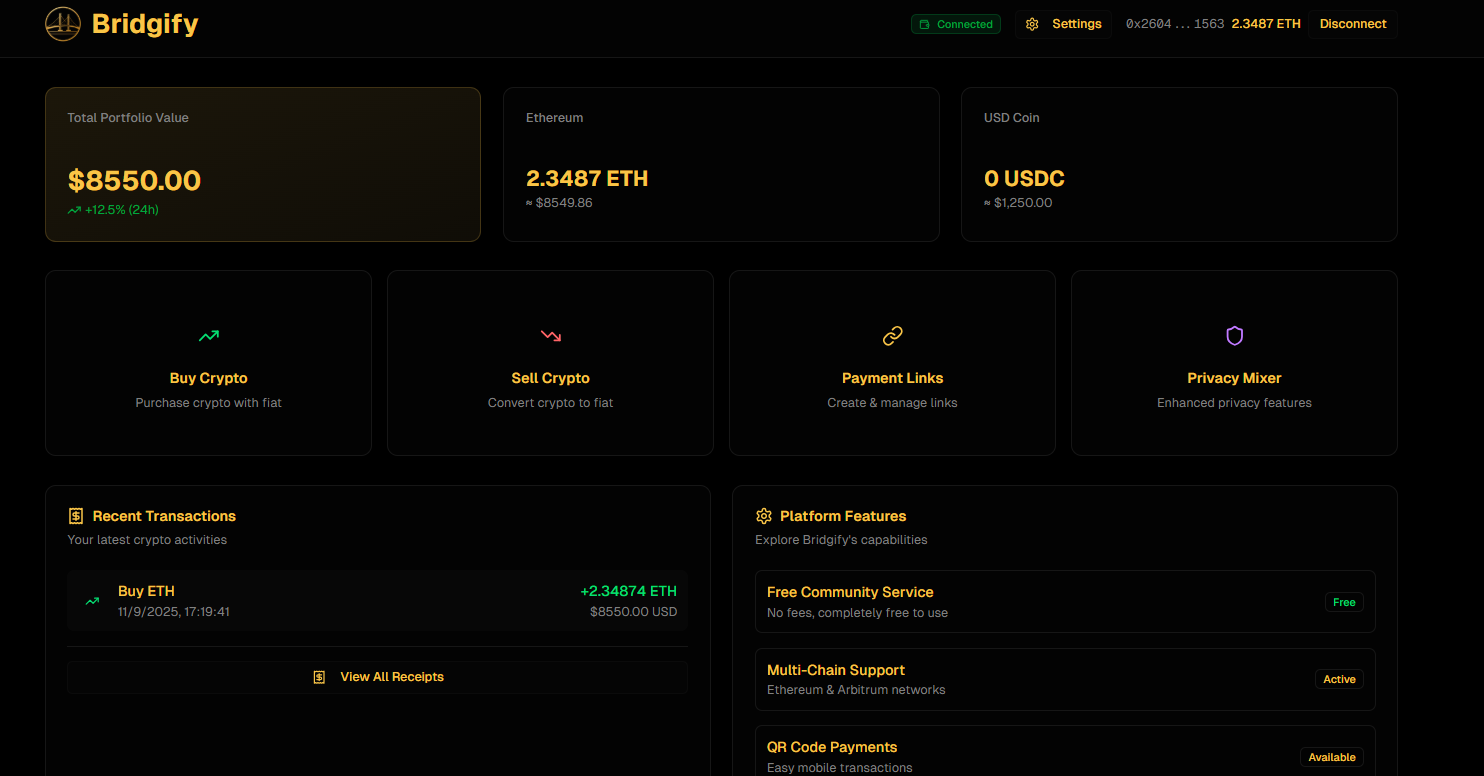 Bridgify
Connected
Settings
0x2604 ... 1563 2.3487 ETH
Disconnect
Total Portfolio Value
$8550.00
+12.5% (24h)
Ethereum
2.3487 ETH
≈ $8549.86
USD Coin
0 USDC
≈ $1,250.00
Buy Crypto
Purchase crypto with fiat
Sell Crypto
Convert crypto to fiat
Payment Links
Create & manage links
Privacy Mixer
Enhanced privacy features
Recent Transactions
Your latest crypto activities
Buy ETH
11/9/2025, 17:19:41
+2.34874 ETH
$8550.00 USD
View All Receipts
Platform Features
Explore Bridgify's capabilities
Free Community Service
No fees, completely free to use
Free
Multi-Chain Support
Ethereum & Arbitrum networks
Active
QR Code Payments
Easy mobile transactions
Available